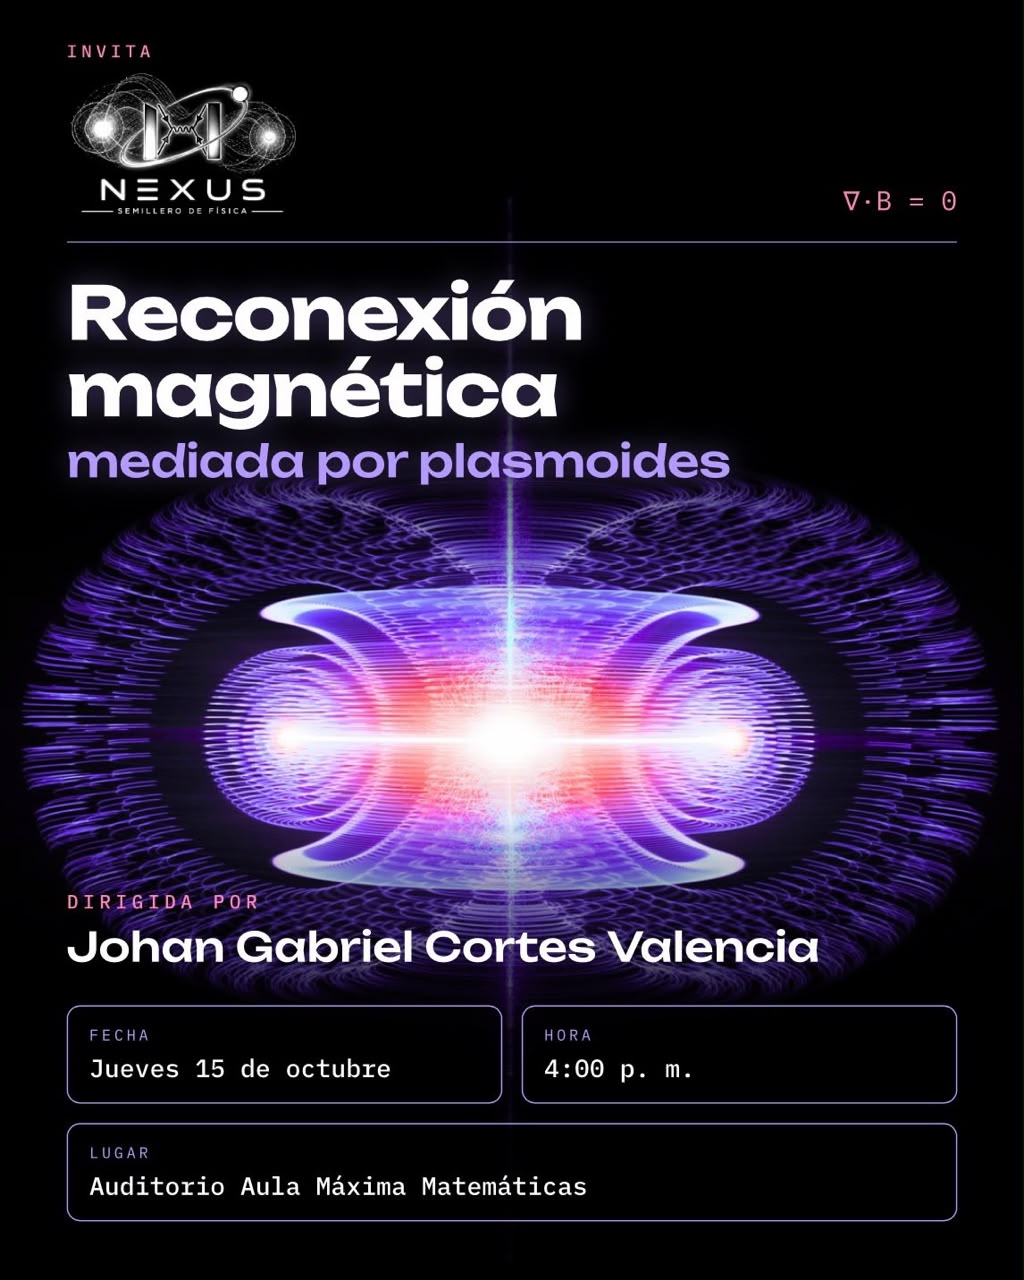 INVITA
NEXUS
SEMILLERO DE FÍSICA
∇·B = 0
Reconexión
magnética
mediada por plasmoides
DIRIGIDA POR
Johan Gabriel Cortes Valencia
FECHA
Jueves 15 de octubre
HORA
4:00 p. m.
LUGAR
Auditorio Aula Máxima Matemáticas